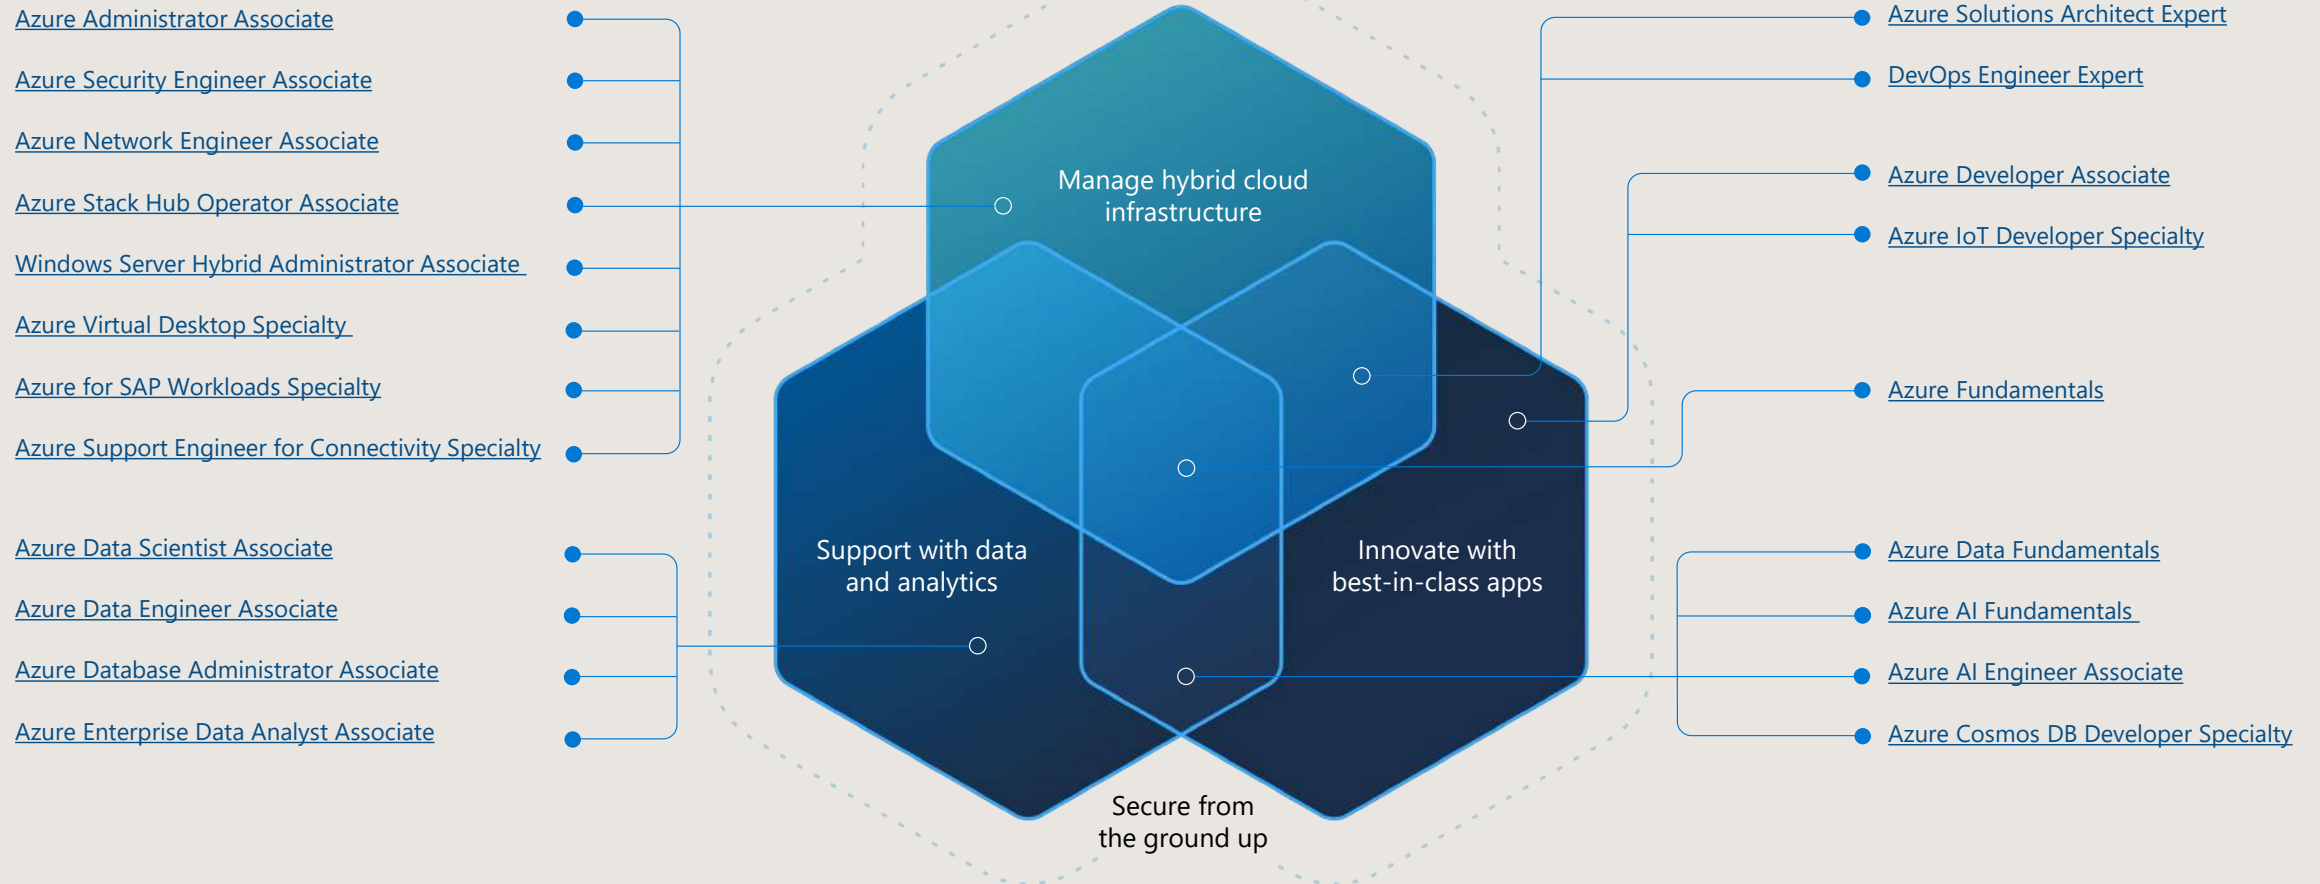 Azure Administrator Associate
Azure Security Engineer Associate
Azure Network Engineer Associate
Azure Stack Hub Operator Associate
Windows Server Hybrid Administrator Associate
Azure Virtual Desktop Specialty
Azure for SAP Workloads Specialty
Azure Support Engineer for Connectivity Specialty
Azure Data Scientist Associate
Azure Data Engineer Associate
Azure Database Administrator Associate
Azure Enterprise Data Analyst Associate
Manage hybrid cloud
infrastructure
Support with data
and analytics
Innovate with
best-in-class apps
Secure from
the ground up
Azure Solutions Architect Expert
DevOps Engineer Expert
Azure Developer Associate
Azure IoT Developer Specialty
Azure Fundamentals
Azure Data Fundamentals
Azure AI Fundamentals
Azure AI Engineer Associate
Azure Cosmos DB Developer Specialty